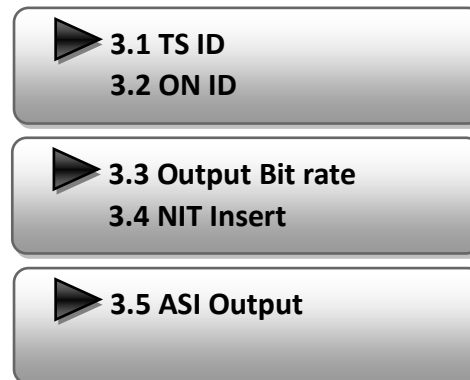 3.1 TS ID
3.2 ON ID
3.3 Output Bit rate
3.4 NIT Insert
3.5 ASI Output